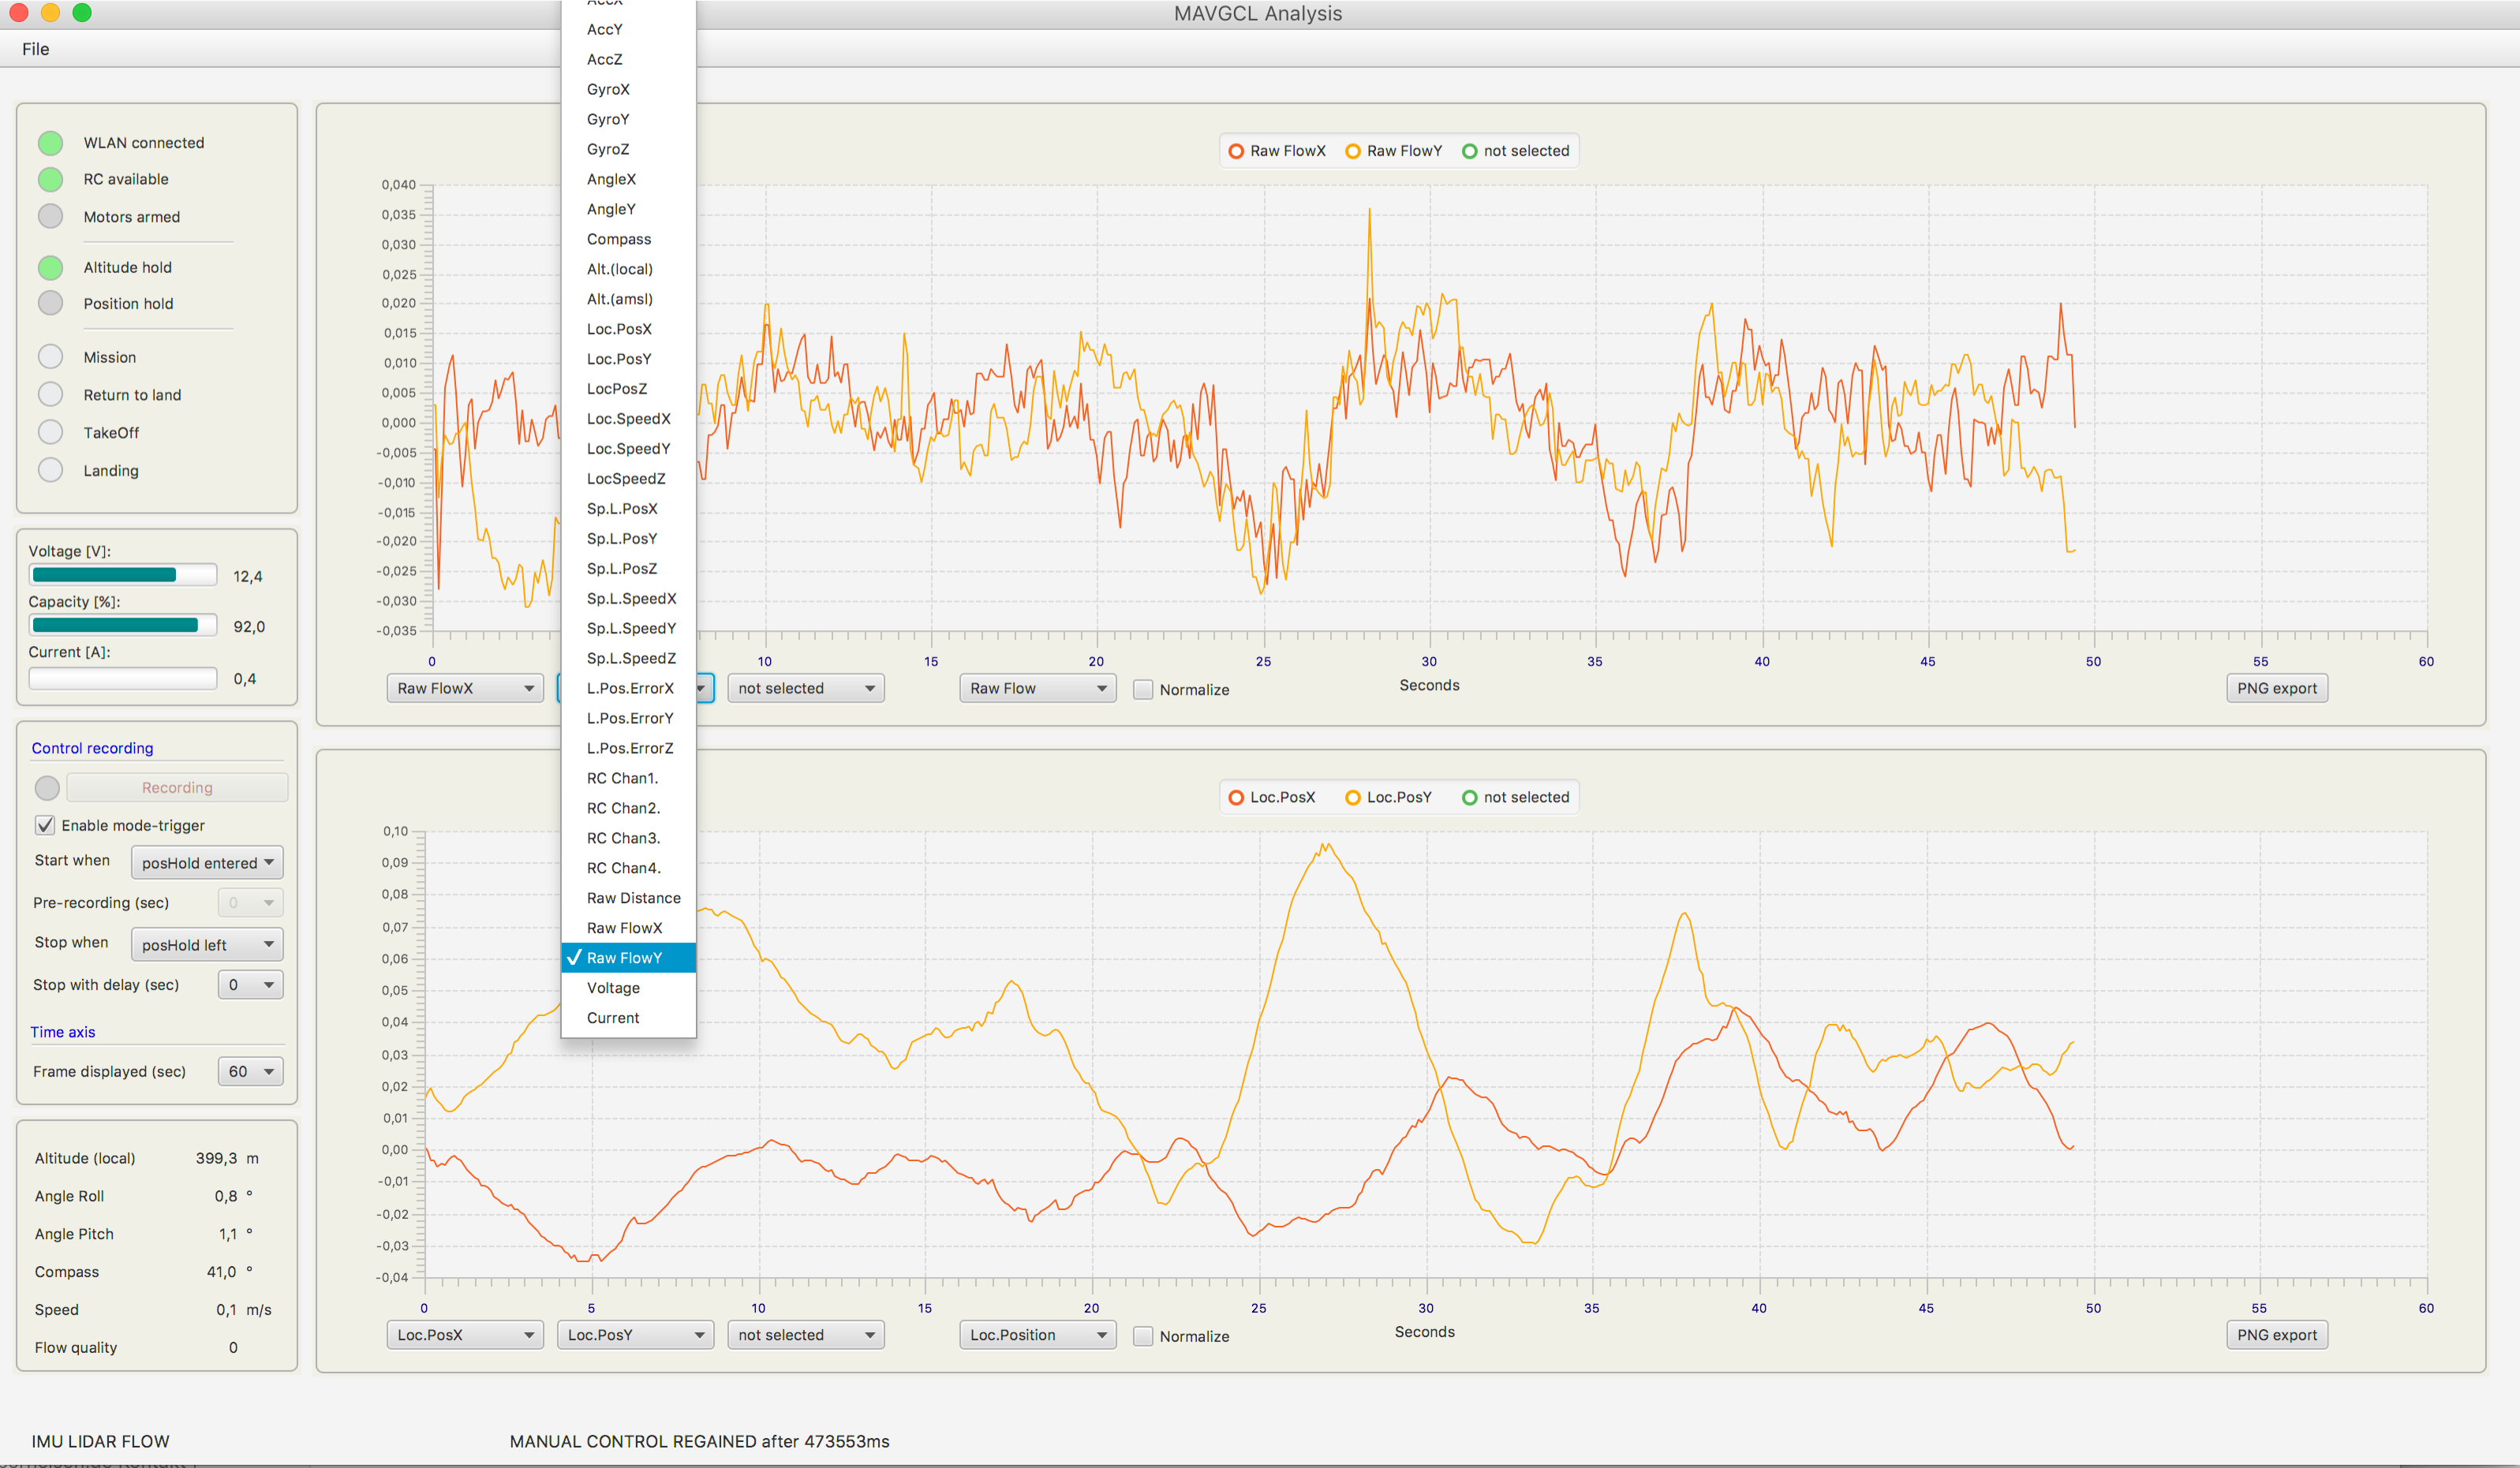 MAVGCL Analysis
File
WLAN connected
RC available
Motors armed
Altitude hold
Position hold
Mission
Return to land
TakeOff
Landing
Voltage [V]:
12,4
Capacity [%]:
92,0
Current [A]:
0,4
Control recording
Recording
Enable mode-trigger
Start when posHold entered
Pre-recording (sec) 0
Stop when posHold left
Stop with delay (sec) 0
Time axis
Frame displayed (sec) 60
Altitude (local) 399,3 m
Angle Roll 0,8 °
Angle Pitch 1,1 °
Compass 41,0 °
Speed 0,1 m/s
Flow quality 0
AccX
AccY
AccZ
GyroX
GyroY
GyroZ
AngleX
AngleY
Compass
Alt.(local)
Alt.(amsl)
Loc.PosX
Loc.PosY
LocPosZ
Loc.SpeedX
Loc.SpeedY
LocSpeedZ
Sp.L.PosX
Sp.L.PosY
Sp.L.PosZ
Sp.L.SpeedX
Sp.L.SpeedY
Sp.L.SpeedZ
L.Pos.ErrorX
L.Pos.ErrorY
L.Pos.ErrorZ
RC Chan1.
RC Chan2.
RC Chan3.
RC Chan4.
Raw Distance
Raw FlowX
Raw FlowY
Voltage
Current
Raw FlowX Raw FlowY not selected
0,040
0,035
0,030
0,025
0,020
0,015
0,010
0,005
0,000
-0,005
-0,010
-0,015
-0,020
-0,025
-0,030
-0,035
0 10 15 20 25 30 35 40 45 50 55 60
Raw FlowX not selected Raw Flow Normalize Seconds PNG export
Loc.PosX Loc.PosY not selected
0,10
0,09
0,08
0,07
0,06
0,05
0,04
0,03
0,02
0,01
0,00
-0,01
-0,02
-0,03
-0,04
0 5 10 15 20 25 30 35 40 45 50 55 60
Loc.PosX Loc.PosY not selected Loc.Position Normalize Seconds PNG export
IMU LIDAR FLOW MANUAL CONTROL REGAINED after 473553ms